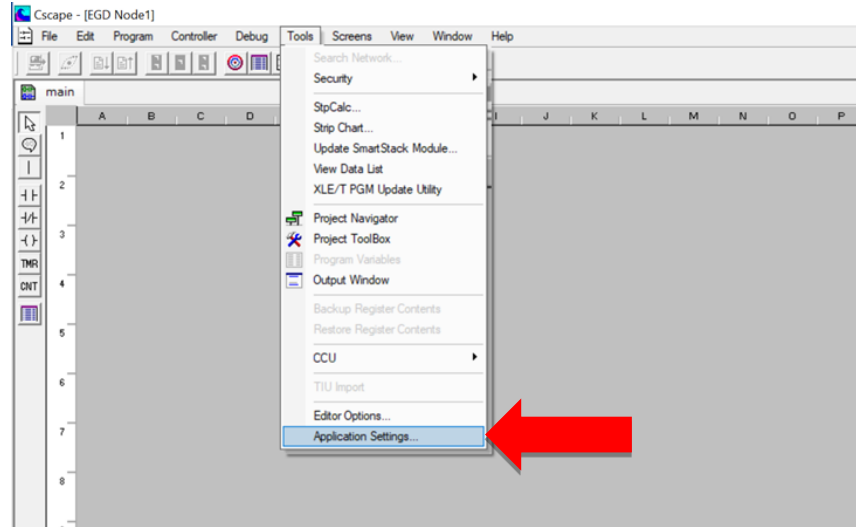 Cscape - [EGD Node1]
File Edit Program Controller Debug Tools Screens View Window Help
main
A B C D I J K L M N O P
Search Network...
Security
StpCalc...
Strip Chart...
Update SmartStack Module...
View Data List
XLE/T PGM Update Utility
Project Navigator
Project ToolBox
Program Variables
Output Window
Backup Register Contents
Restore Register Contents
CCU
TIU Import
Editor Options...
Application Settings...
TMR
CNT
1
2
3
4
5
6
7
8